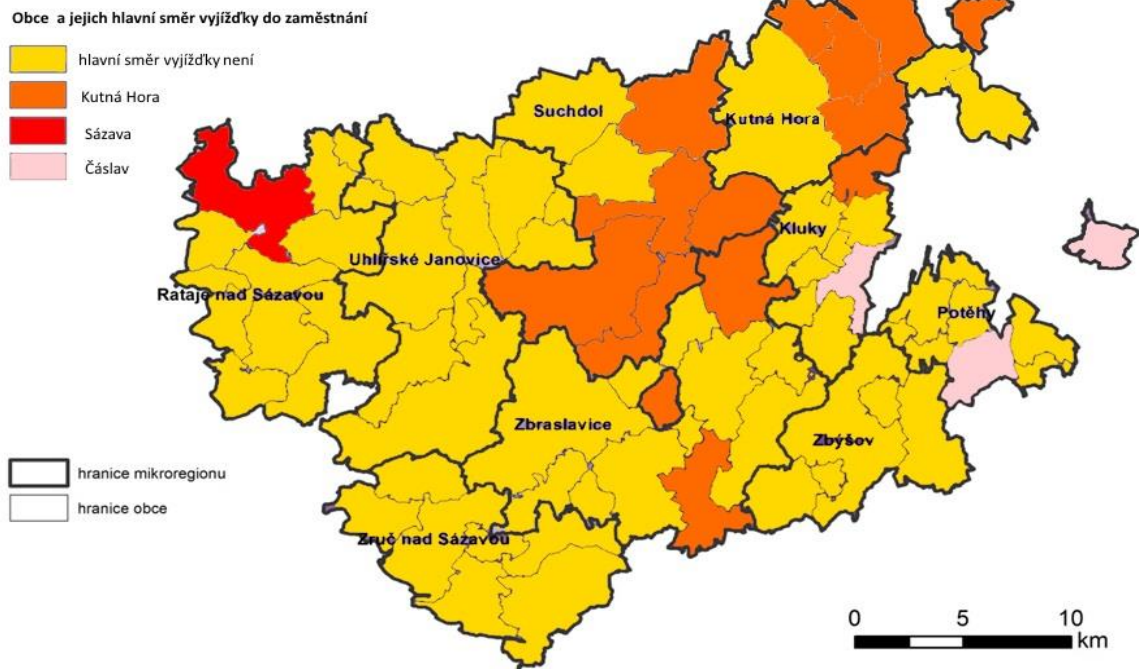 Obce a jejich hlavní směr vyjížďky do zaměstnání
hlavní směr vyjížďky není
Kutná Hora
Sázava
Čáslav
Suchdol
Kutná Hora
Kluky
Uhlířské Janovice
Rataje nad Sázavou
Potěhy
Zbraslavice
Zbýšov
Zruč nad Sázavou
hranice mikroregionu
hranice obce
0 5 10
km